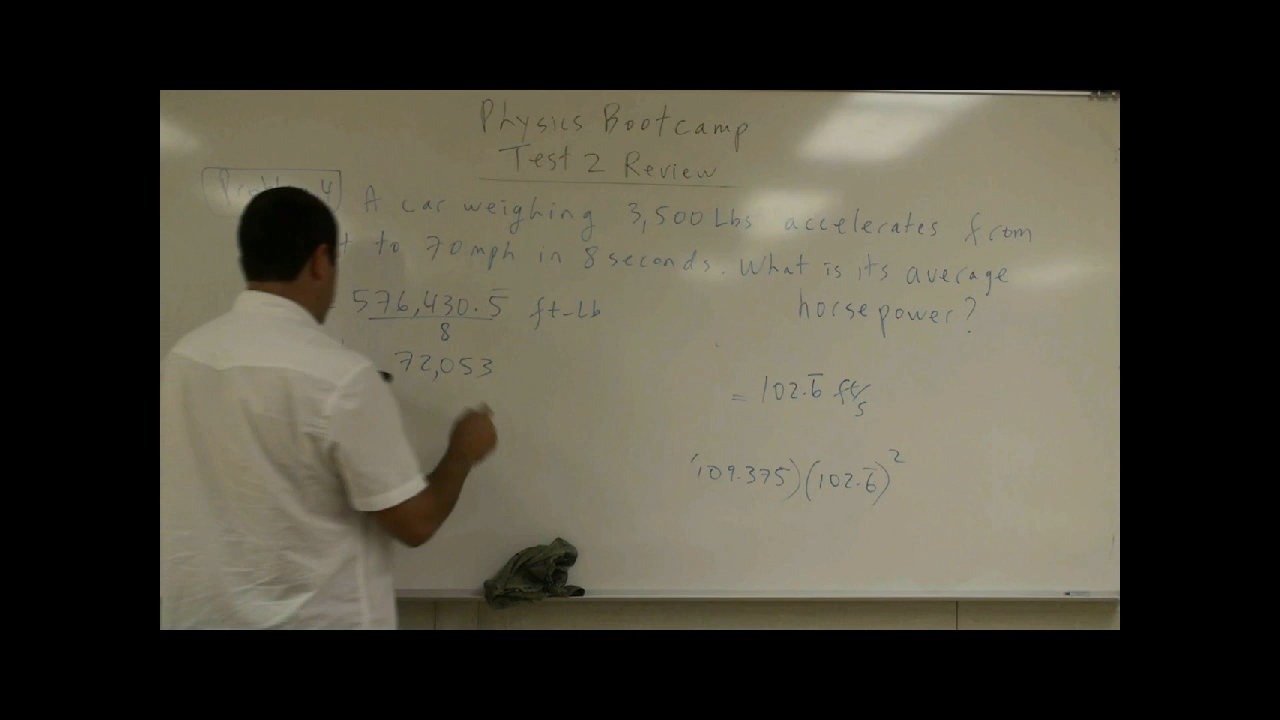 Physics Bootcamp
Test 2 Review
4) A car weighing 3,500 Lbs accelerates from
t to 70 mph in 8 seconds. What is its average
horsepower?
576,430.5̅ ft-Lb
8
72,053
= 102.6̅ ft/s
109.375)(102.6̅)²